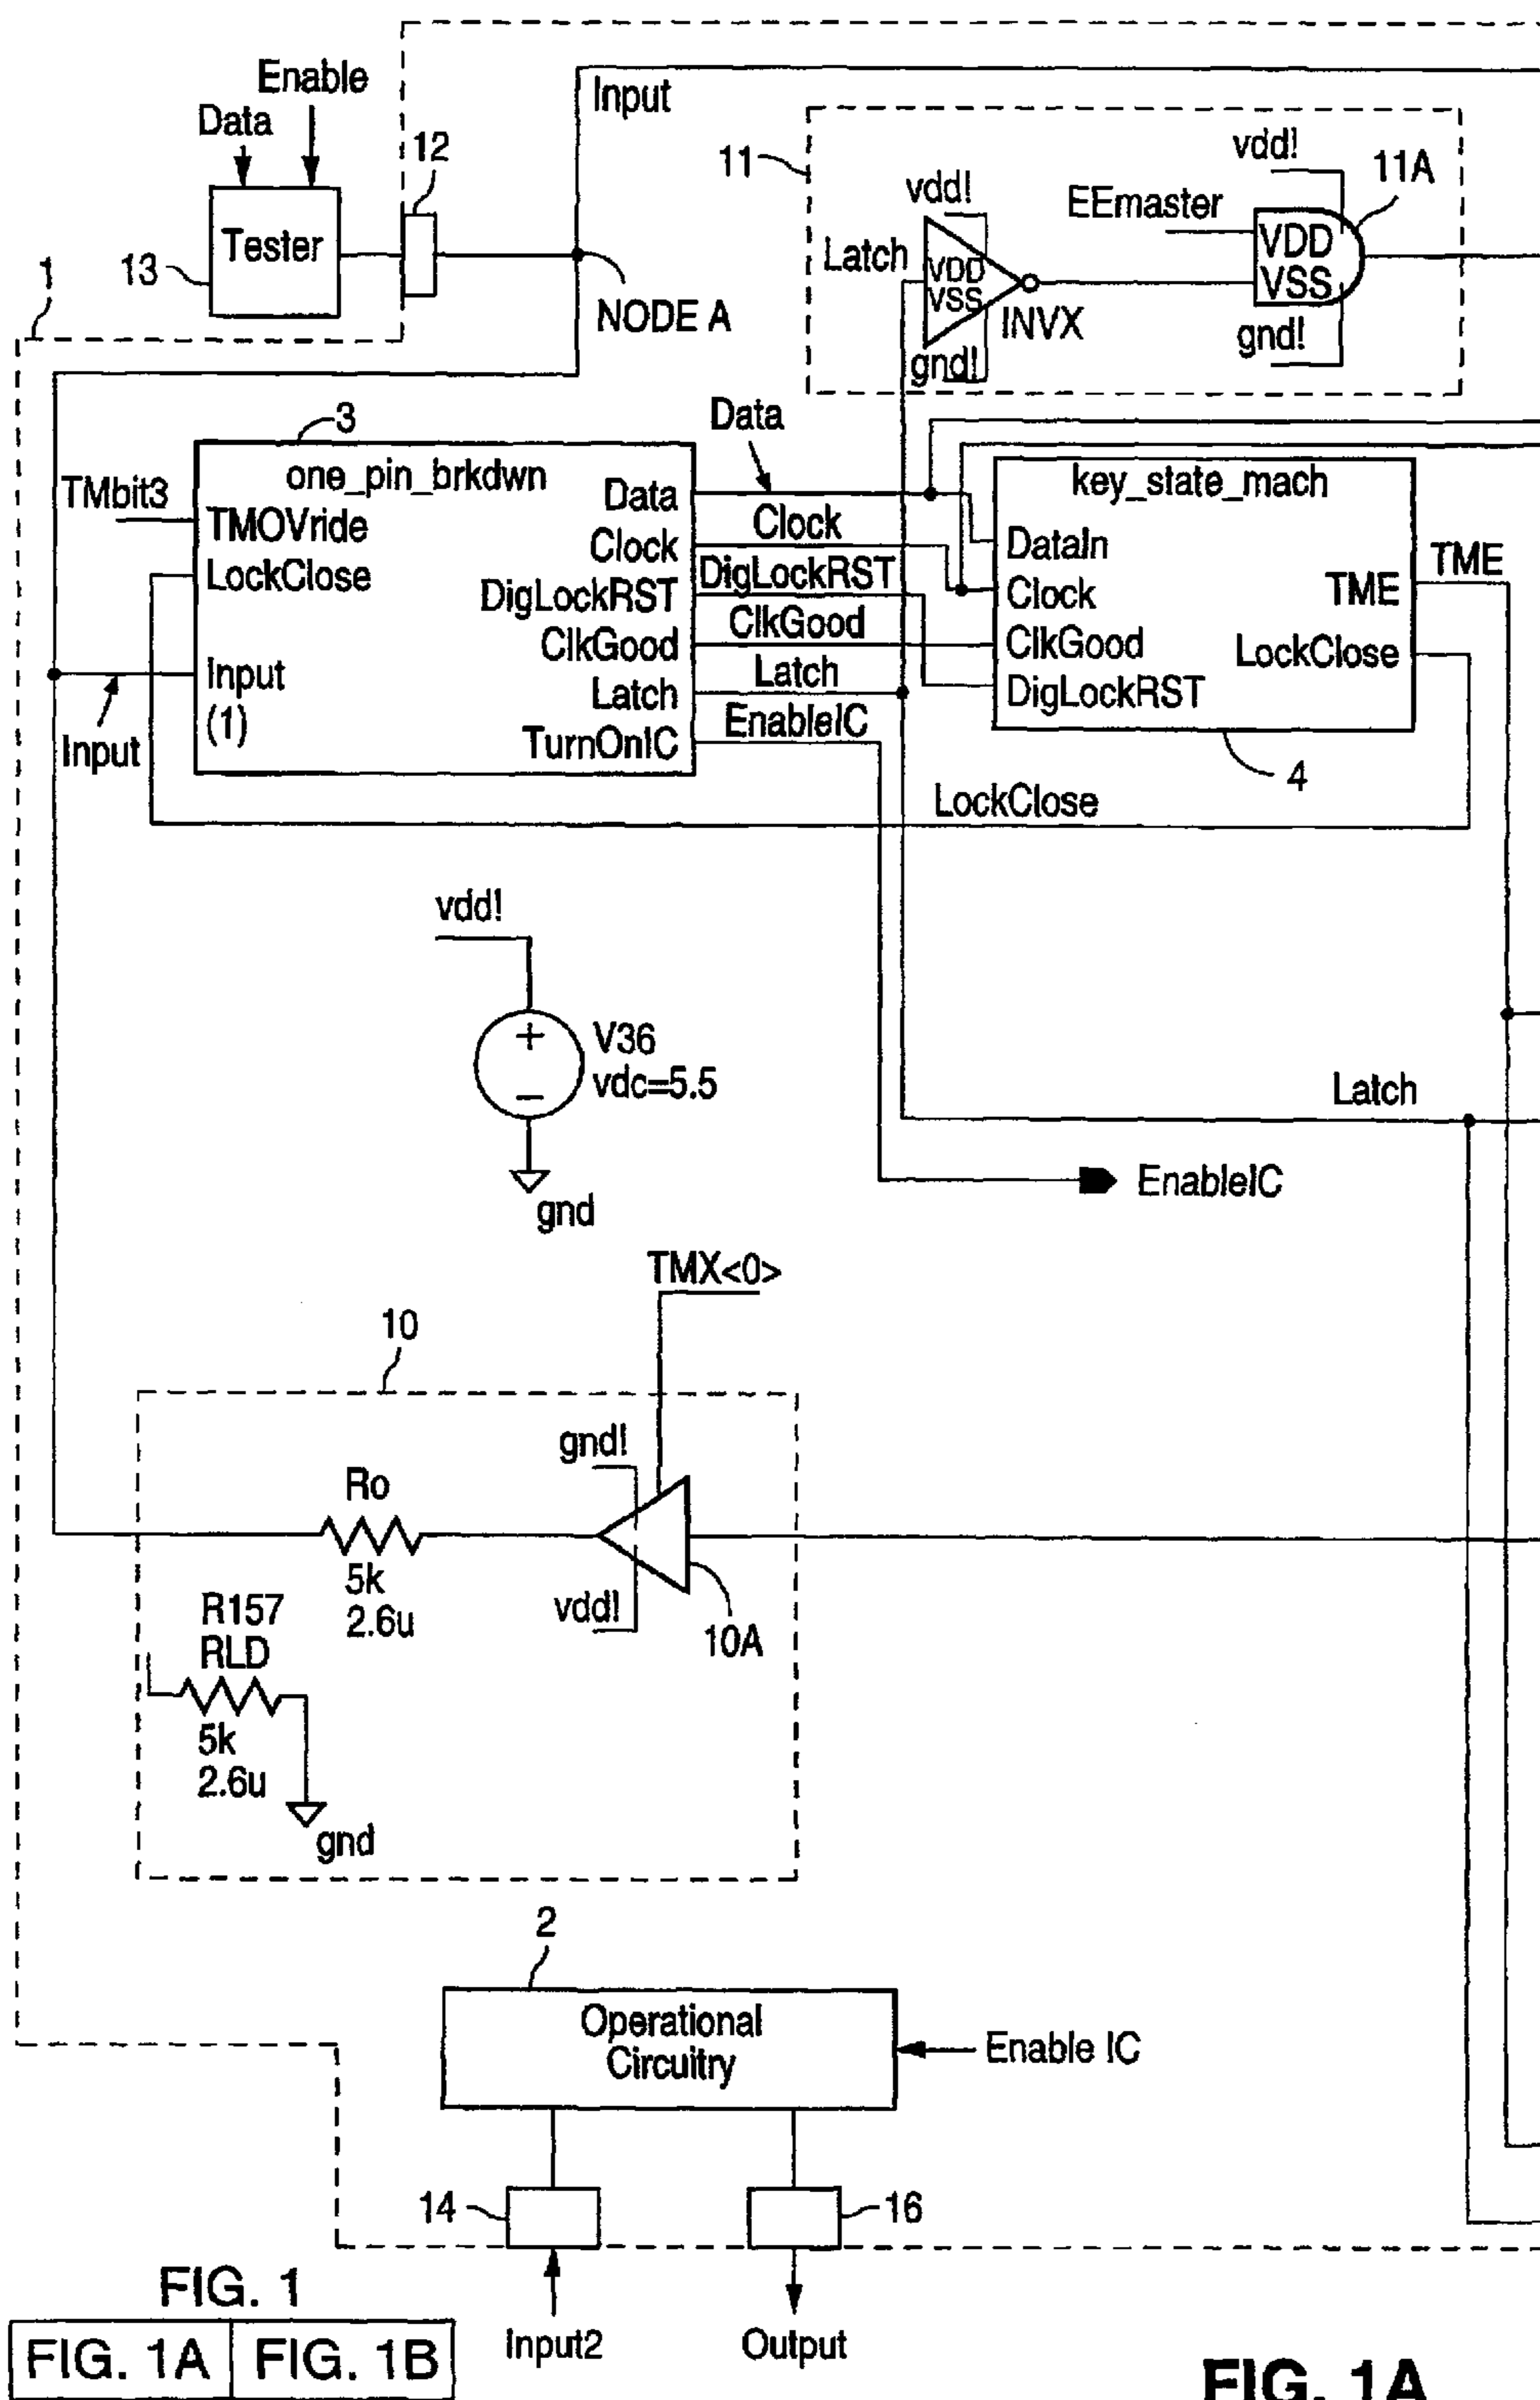 Enable
Data
Input
12
11
vdd!
11A
vdd!
EEmaster
Latch
VDD
VSS
VDD
VSS
INVX
gnd!
gnd!
Tester
13
1
NODE A
3
Data
one_pin_brkdwn
TMbit3
TMOVride
LockClose
Input
(1)
Input
Data
Clock
DigLockRST
ClkGood
Latch
TurnOnIC
Clock
DigLockRST
ClkGood
Latch
EnableIC
key_state_mach
DataIn
Clock
ClkGood
DigLockRST
TME
LockClose
TME
4
LockClose
vdd!
+
V36
vdc=5.5
–
gnd
Latch
EnableIC
TMX<0>
10
gnd!
Ro
5k
2.6u
vdd!
10A
R157
RLD
5k
2.6u
gnd
2
Operational
Circuitry
Enable IC
14
16
Input2
Output
FIG. 1
FIG. 1A
FIG. 1B
FIG. 1A